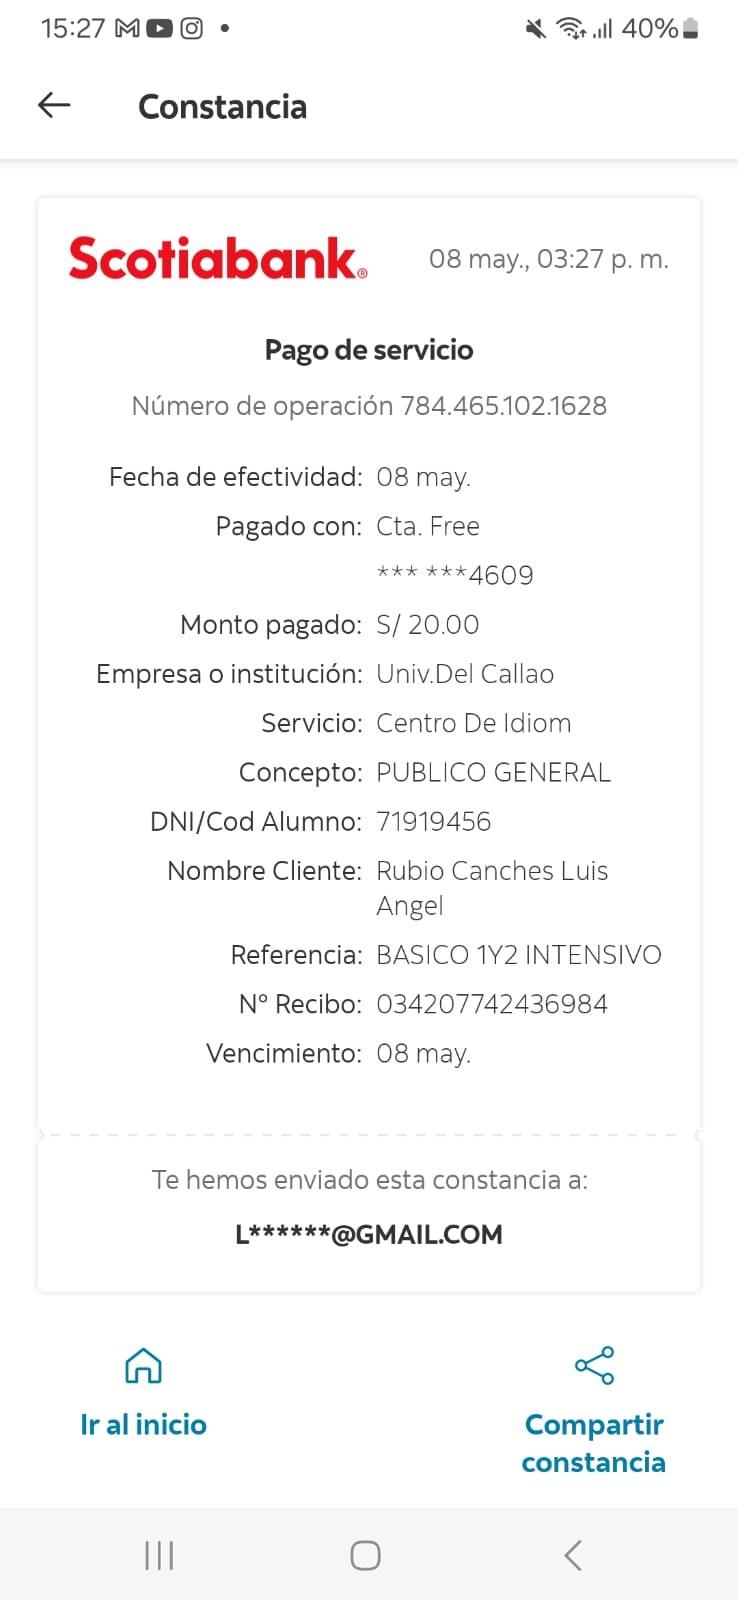 15:27
40%
Constancia
Scotiabank®
08 may., 03:27 p. m.
Pago de servicio
Número de operación 784.465.102.1628
Fecha de efectividad: 08 may.
Pagado con: Cta. Free
*** ***4609
Monto pagado: S/ 20.00
Empresa o institución: Univ.Del Callao
Servicio: Centro De Idiom
Concepto: PUBLICO GENERAL
DNI/Cod Alumno: 71919456
Nombre Cliente: Rubio Canches Luis
Angel
Referencia: BASICO 1Y2 INTENSIVO
Nº Recibo: 034207742436984
Vencimiento: 08 may.
Te hemos enviado esta constancia a:
L******@GMAIL.COM
Ir al inicio
Compartir
constancia